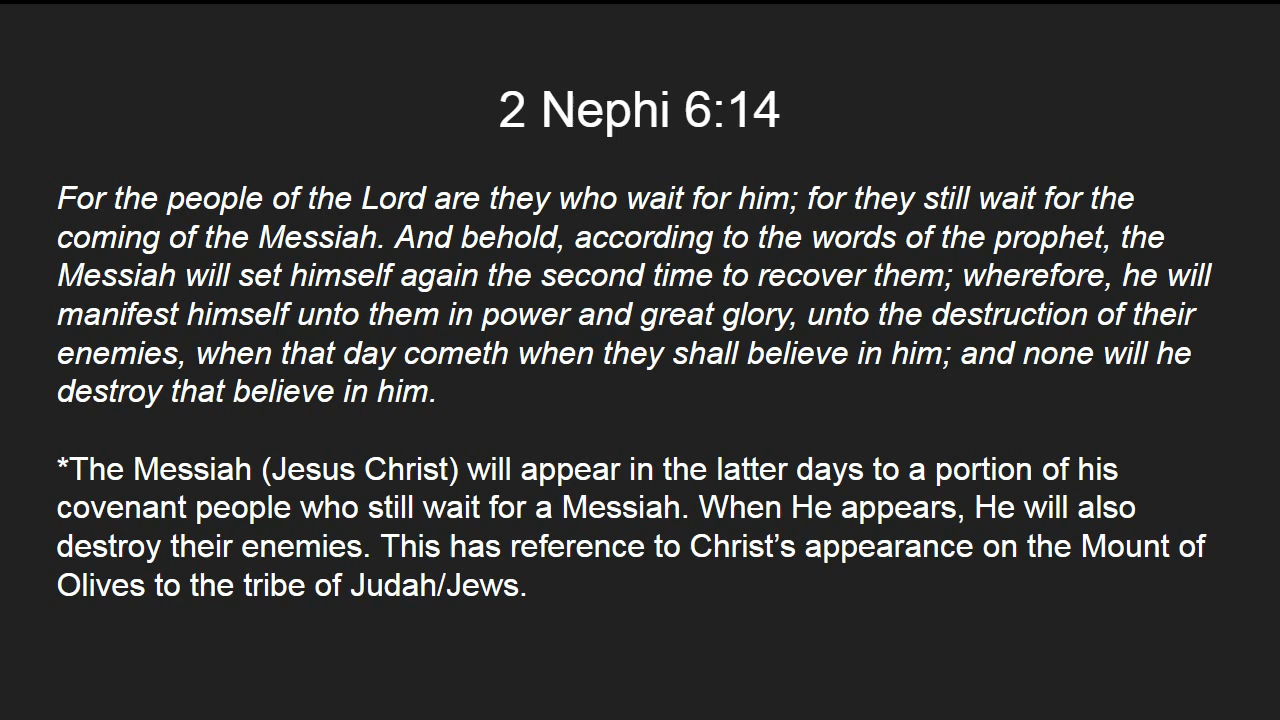 2 Nephi 6:14
For the people of the Lord are they who wait for him; for they still wait for the
coming of the Messiah. And behold, according to the words of the prophet, the
Messiah will set himself again the second time to recover them; wherefore, he will
manifest himself unto them in power and great glory, unto the destruction of their
enemies, when that day cometh when they shall believe in him; and none will he
destroy that believe in him.
*The Messiah (Jesus Christ) will appear in the latter days to a portion of his
covenant people who still wait for a Messiah. When He appears, He will also
destroy their enemies. This has reference to Christ’s appearance on the Mount of
Olives to the tribe of Judah/Jews.